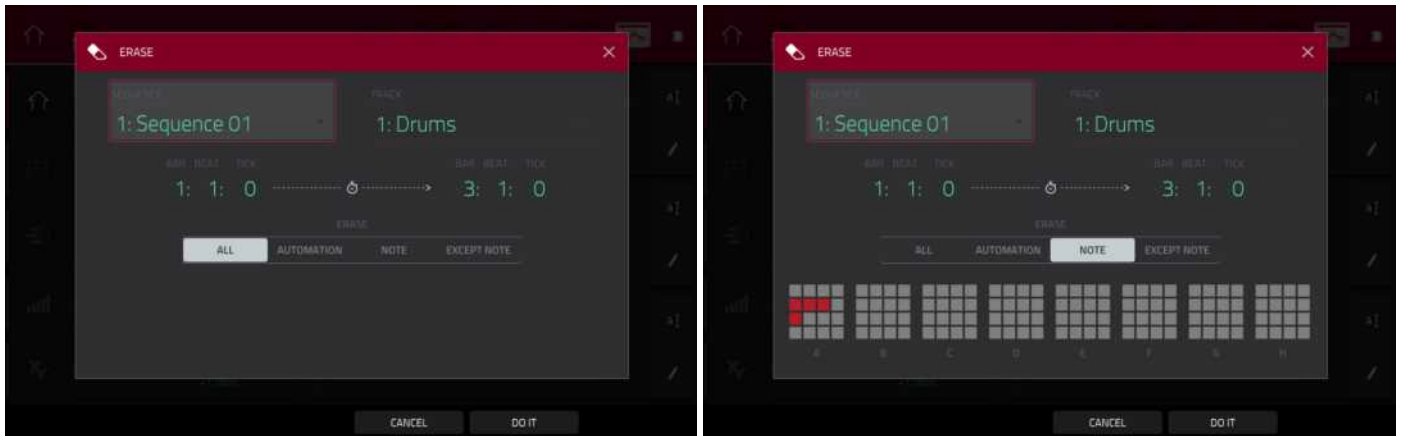 ERASE
SEQUENCE TRACK
1: Sequence 01 1: Drums
BAR BEAT TICK BAR BEAT TICK
1: 1: 0 3: 1: 0
ERASE
ALL AUTOMATION NOTE EXCEPT NOTE
CANCEL DO IT
ERASE
SEQUENCE TRACK
1: Sequence 01 1: Drums
BAR BEAT TICK BAR BEAT TICK
1: 1: 0 3: 1: 0
ERASE
ALL AUTOMATION NOTE EXCEPT NOTE
A B C D E F G H
CANCEL DO IT